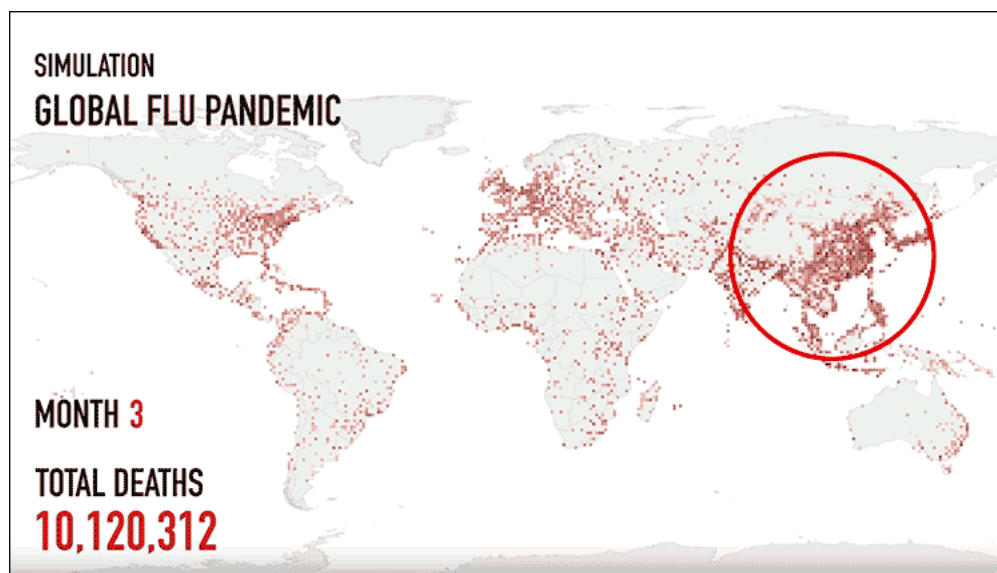 SIMULATION
GLOBAL FLU PANDEMIC
MONTH 3
TOTAL DEATHS
10,120,312